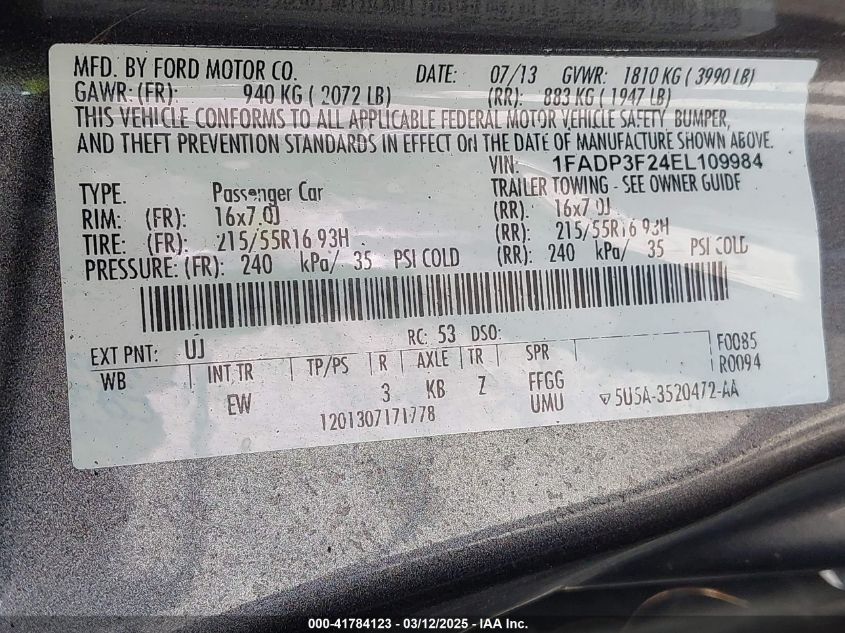 MFD. BY FORD MOTOR CO. DATE: 07/13 GVWR: 1810 KG ( 3990 LB)
GAWR: (FR): 940 KG ( 2072 LB) (RR): 883 KG ( 1947 LB)
THIS VEHICLE CONFORMS TO ALL APPLICABLE FEDERAL MOTOR VEHICLE SAFETY BUMPER,
AND THEFT PREVENTION STANDARDS IN EFFECT ON THE DATE OF MANUFACTURE SHOWN ABOVE.
VIN: 1FADP3F24EL109984
TYPE: Passenger Car TRAILER TOWING - SEE OWNER GUIDE
RIM: (FR): 16x7.0J (RR): 16x7.0J
TIRE: (FR): 215/55R16 93H (RR): 215/55R16 93H
PRESSURE: (FR): 240 kPa/ 35 PSI COLD (RR): 240 kPa/ 35 PSI COLD
EXT PNT: UJ RC: 53 DSO: F0085
WB INT TR TP/PS R AXLE TR SPR R0094
EW 3 KB Z FFGG
UMU 5U5A-3520472-AA
1201307171778
000-41784123 - 03/12/2025 - IAA Inc.